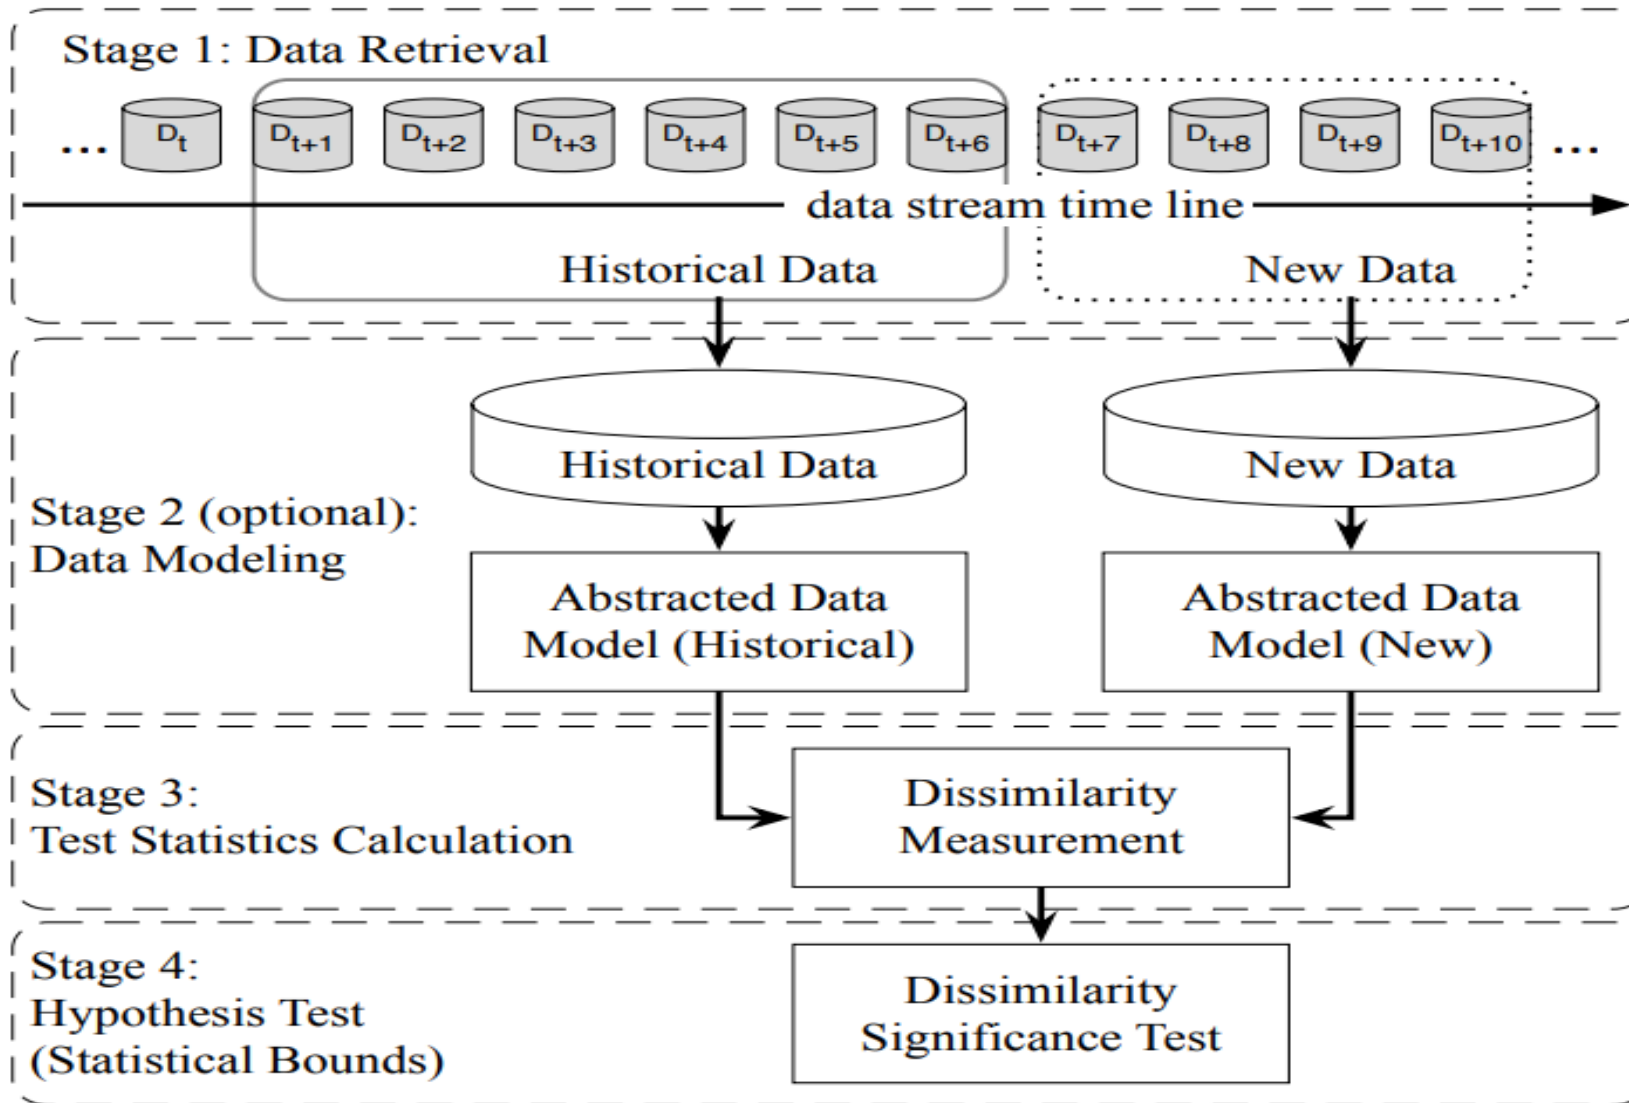 Stage 1: Data Retrieval
... Dt Dt+1 Dt+2 Dt+3 Dt+4 Dt+5 Dt+6 Dt+7 Dt+8 Dt+9 Dt+10 ...
data stream time line
Historical Data New Data
Historical Data New Data
Stage 2 (optional):
Data Modeling
Abstracted Data
Model (Historical)
Abstracted Data
Model (New)
Stage 3:
Test Statistics Calculation
Dissimilarity
Measurement
Stage 4:
Hypothesis Test
(Statistical Bounds)
Dissimilarity
Significance Test